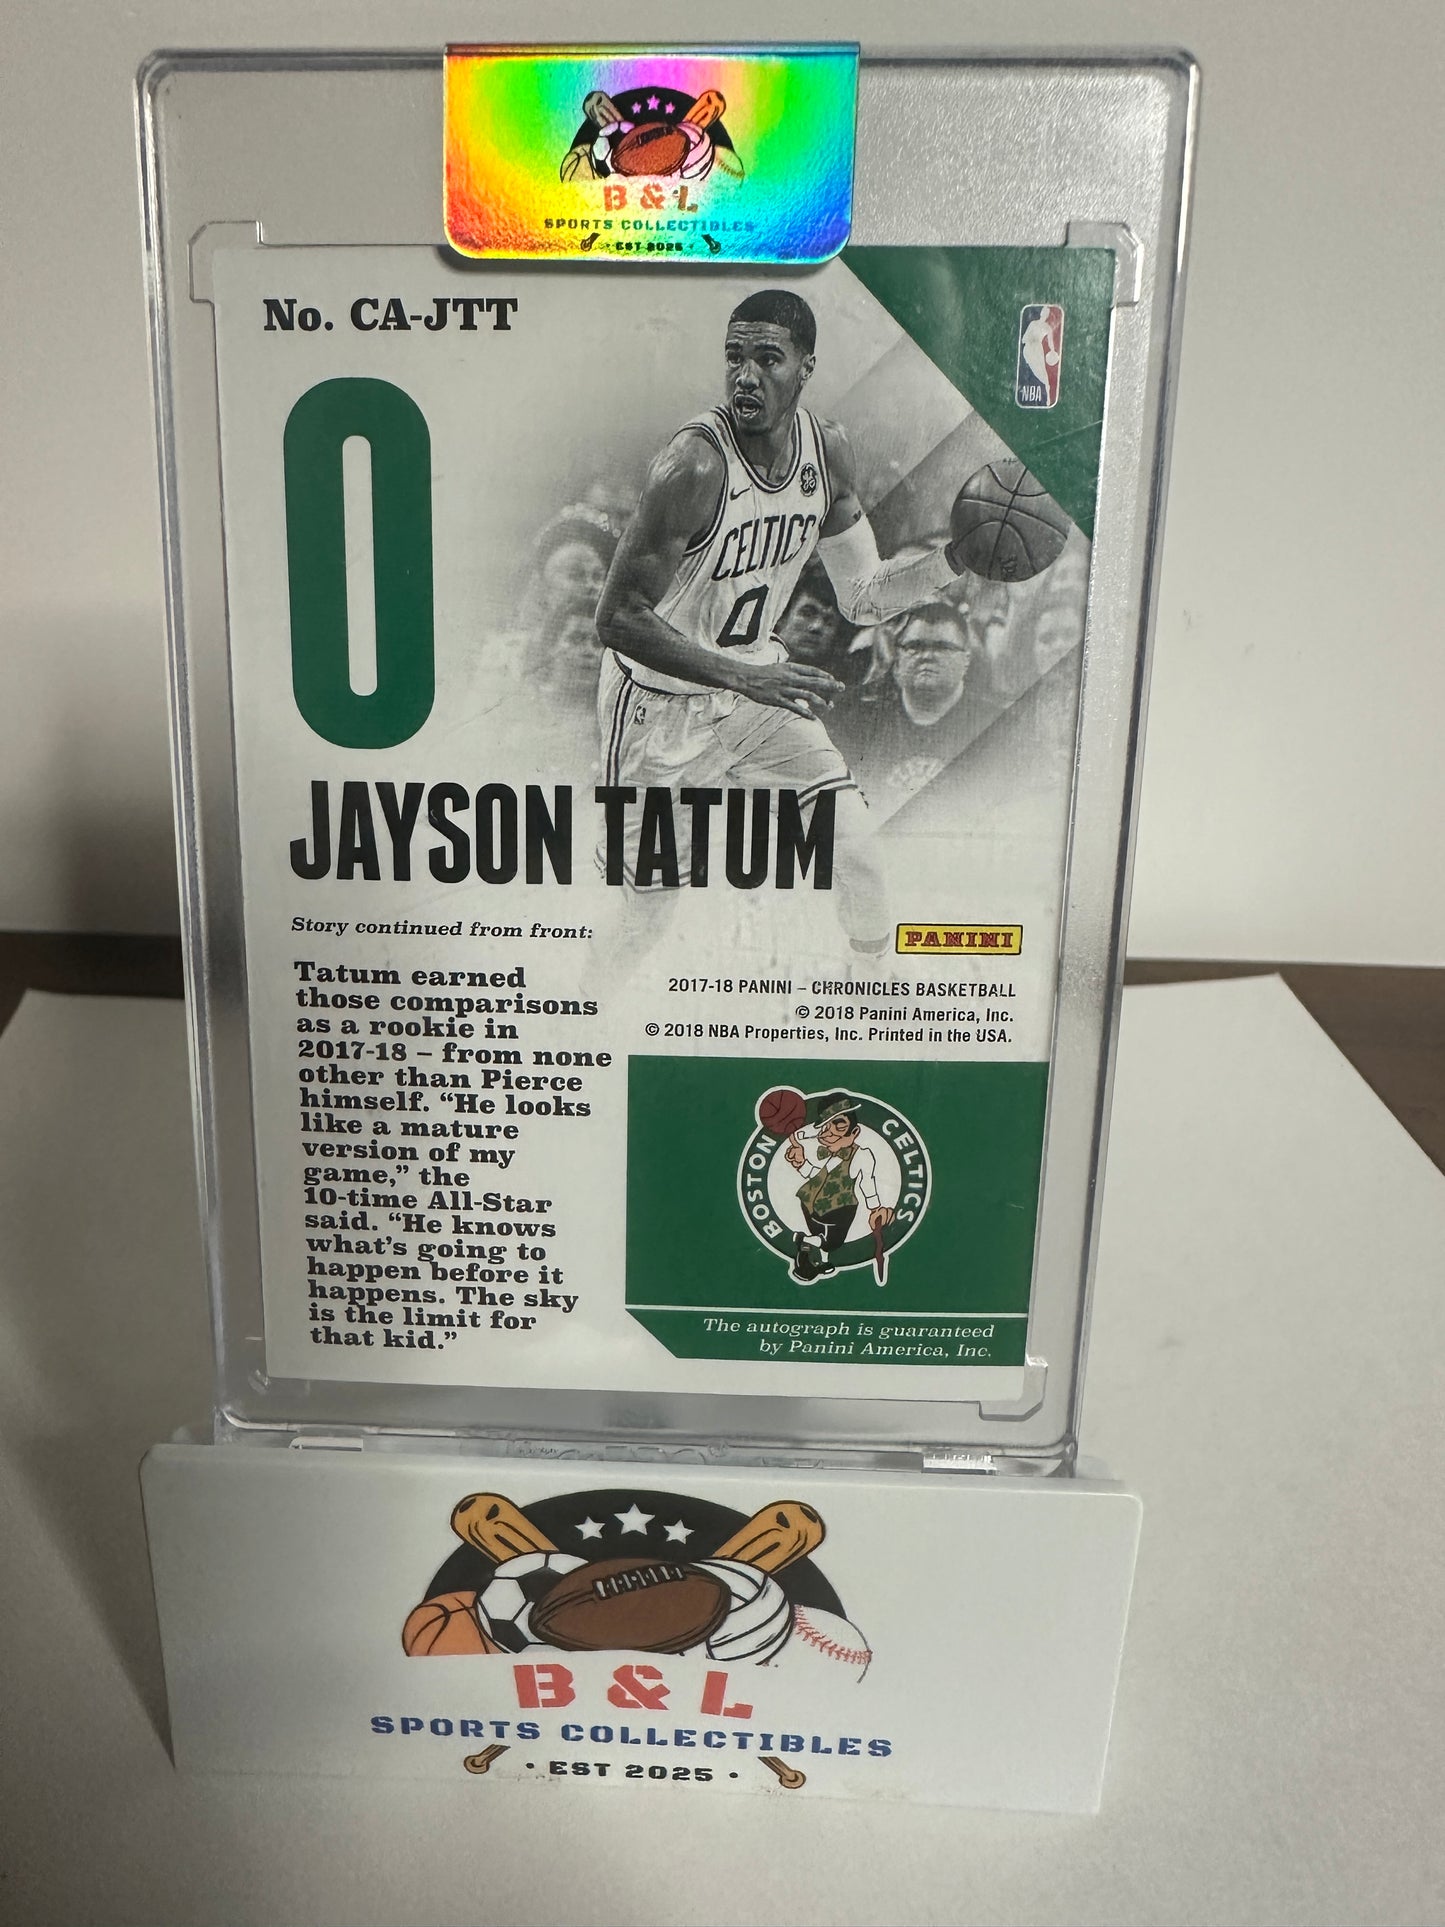 B & L
SPORTS COLLECTIBLES
· EST 2025 ·
No. CA-JTT
NBA
0
CELTICS
0
JAYSON TATUM
Story continued from front:
Tatum earned
those comparisons
as a rookie in
2017-18 – from none
other than Pierce
himself. “He looks
like a mature
version of my
game,” the
10-time All-Star
said. “He knows
what’s going to
happen before it
happens. The sky
is the limit for
that kid.”
PANINI
2017-18 PANINI – CHRONICLES BASKETBALL
© 2018 Panini America, Inc.
© 2018 NBA Properties, Inc. Printed in the USA.
BOSTON CELTICS
The autograph is guaranteed
by Panini America, Inc.
B & L
SPORTS COLLECTIBLES
· EST 2025 ·